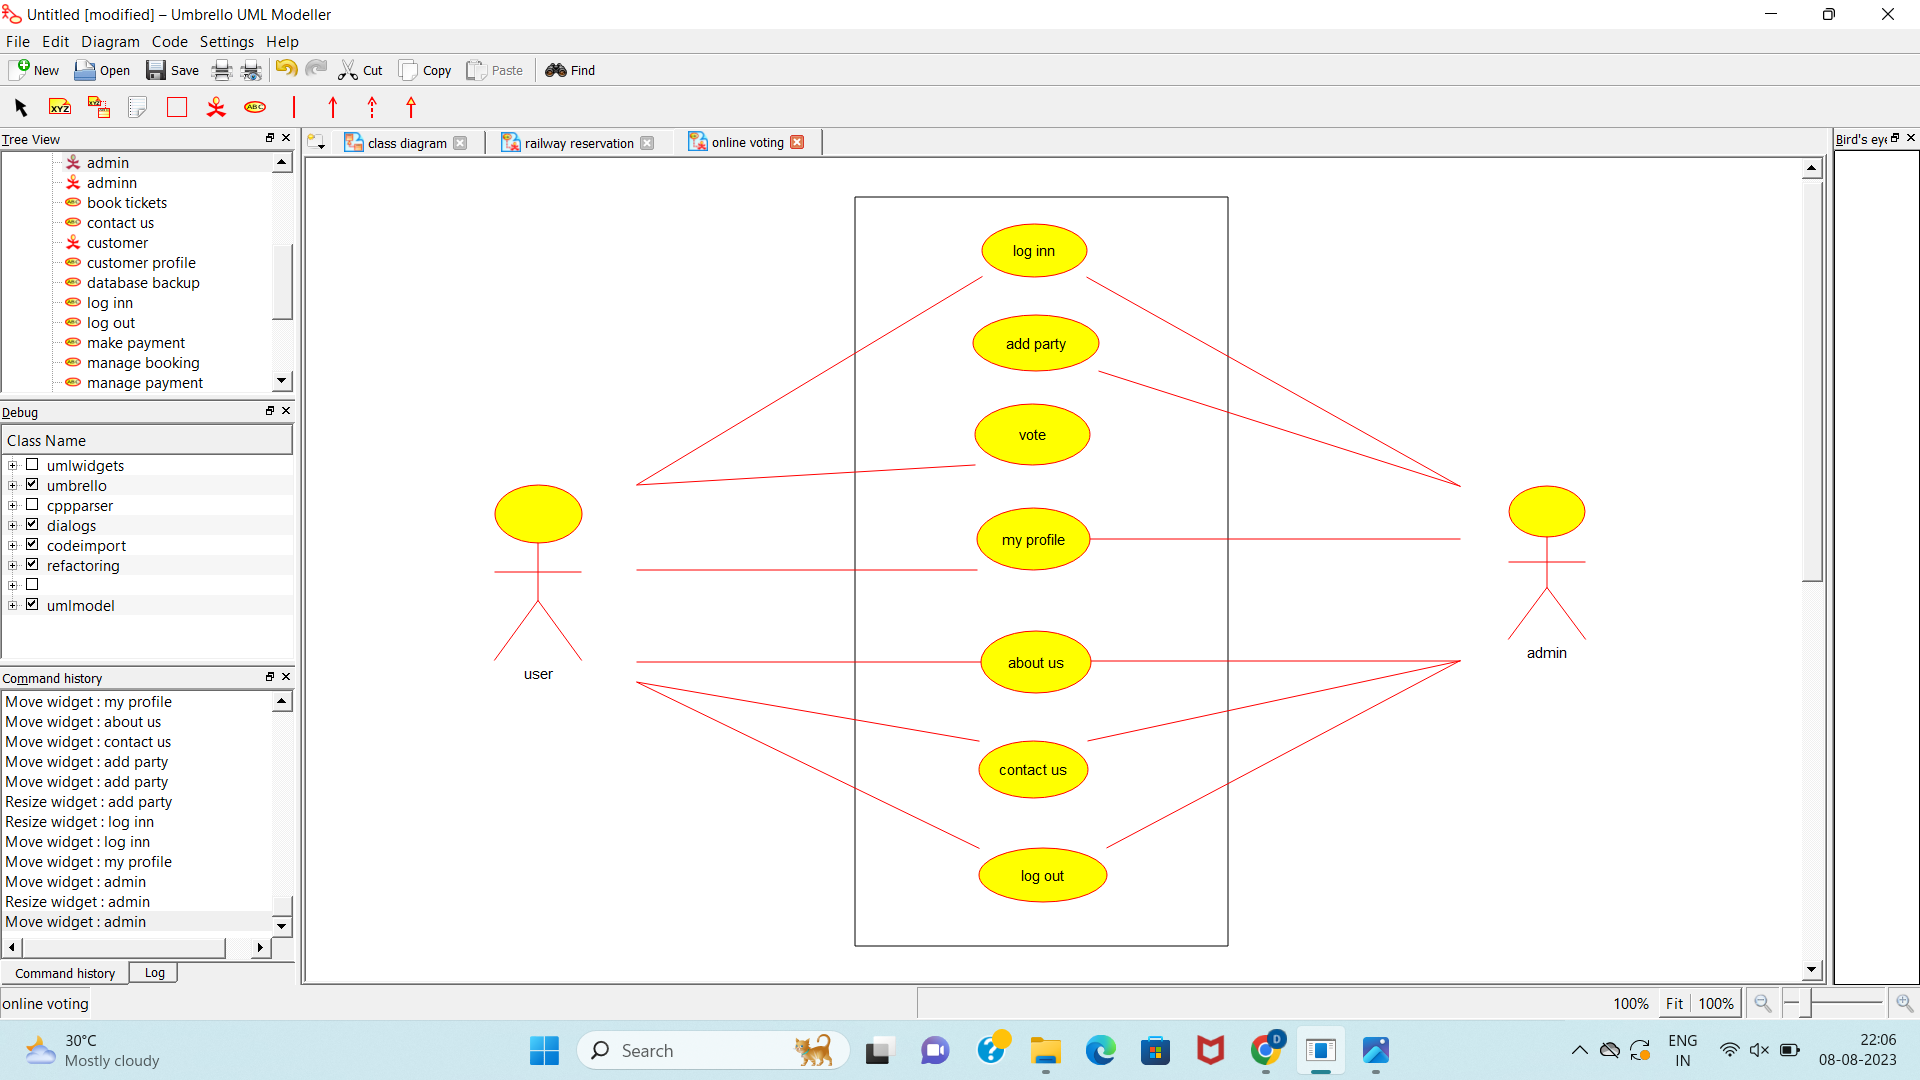 Untitled [modified] – Umbrello UML Modeller
File Edit Diagram Code Settings Help
New Open Save Cut Copy Paste Find
XYZ XYZ ABC
Tree View
admin
adminn
book tickets
contact us
customer
customer profile
database backup
log inn
log out
make payment
manage booking
manage payment
Debug
Class Name
umlwidgets
umbrello
cppparser
dialogs
codeimport
refactoring
umlmodel
Command history
Move widget : my profile
Move widget : about us
Move widget : contact us
Move widget : add party
Move widget : add party
Resize widget : add party
Resize widget : log inn
Move widget : log inn
Move widget : my profile
Move widget : admin
Resize widget : admin
Move widget : admin
Command history Log
class diagram railway reservation online voting
log inn
add party
vote
my profile
about us
contact us
log out
user
admin
Bird's eye
online voting
100% Fit 100%
30°C
Mostly cloudy
Search
D
ENG
IN
22:06
08-08-2023